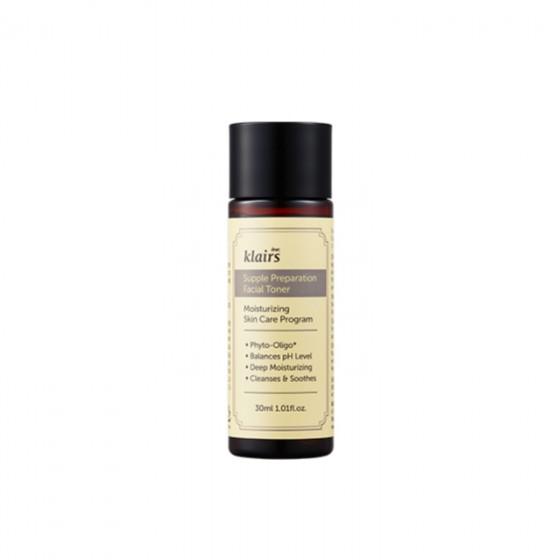 dear,
klairs
Supple Preparation
Facial Toner
Moisturizing
Skin Care Program
• Phyto-Oligo*
• Balances pH Level
• Deep Moisturizing
• Cleanses & Soothes
30ml 1.01fl.oz.